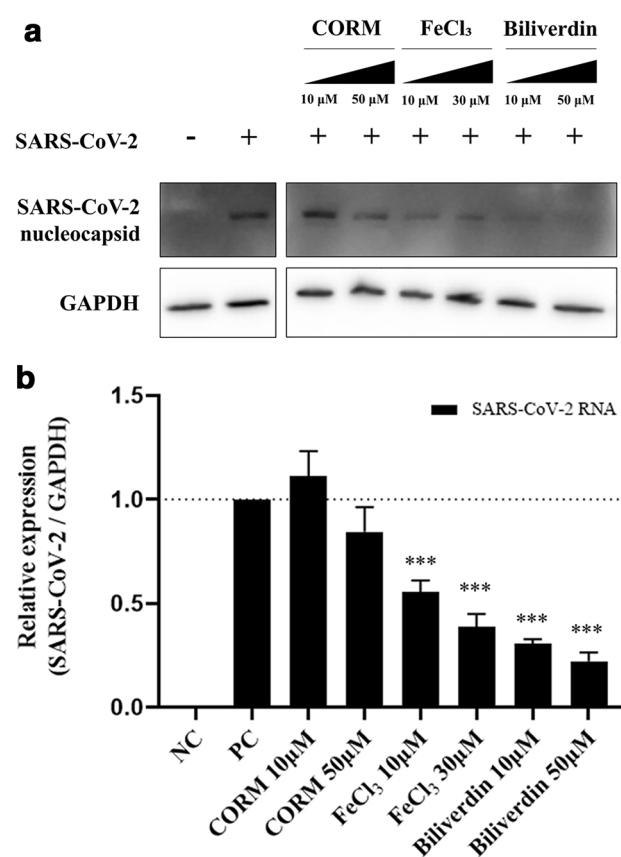 a
CORM FeCl₃ Biliverdin
10 μM 50 μM 10 μM 30 μM 10 μM 50 μM
SARS-CoV-2 - + + + + + + +
SARS-CoV-2
nucleocapsid
GAPDH
b
Relative expression
(SARS-CoV-2 / GAPDH)
1.5
1.0
0.5
0.0
SARS-CoV-2 RNA
***
***
***
***
NC
PC
CORM 10μM
CORM 50μM
FeCl₃ 10μM
FeCl₃ 30μM
Biliverdin 10μM
Biliverdin 50μM